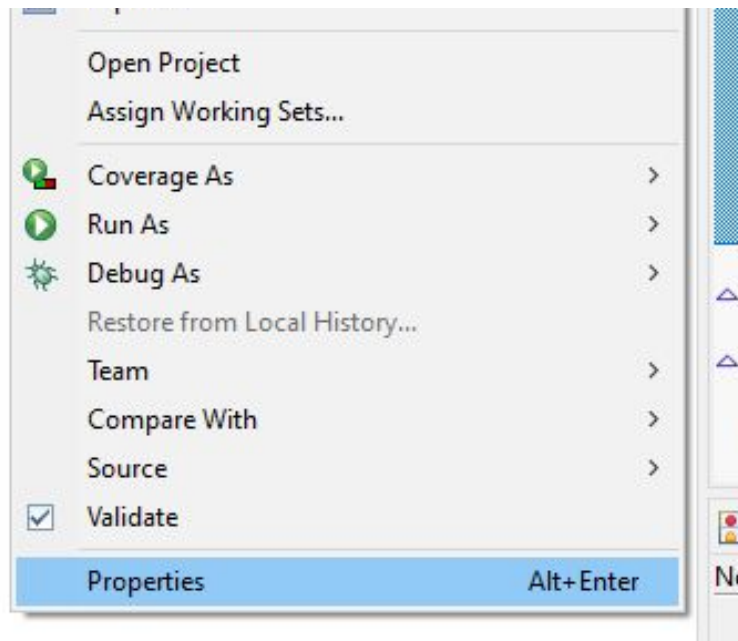 Open Project
Assign Working Sets...
Coverage As
Run As
Debug As
Restore from Local History...
Team
Compare With
Source
Validate
Properties Alt+Enter